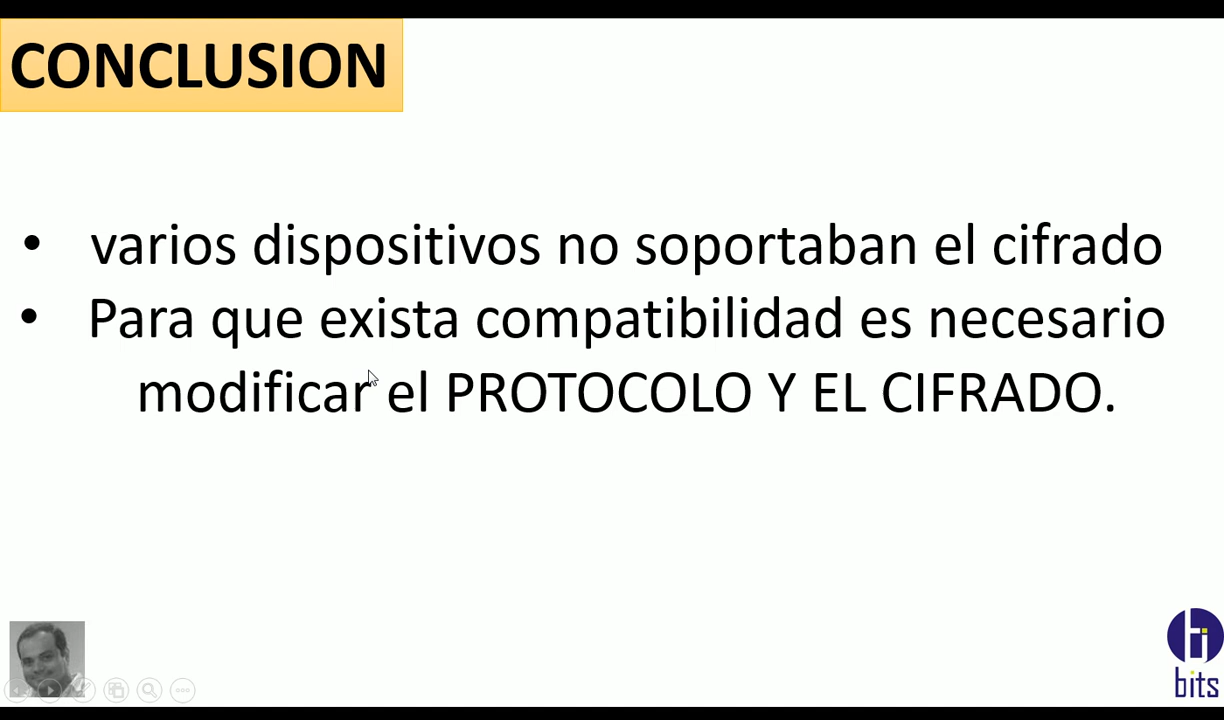 CONCLUSION
• varios dispositivos no soportaban el cifrado
• Para que exista compatibilidad es necesario
modificar el PROTOCOLO Y EL CIFRADO.
bits